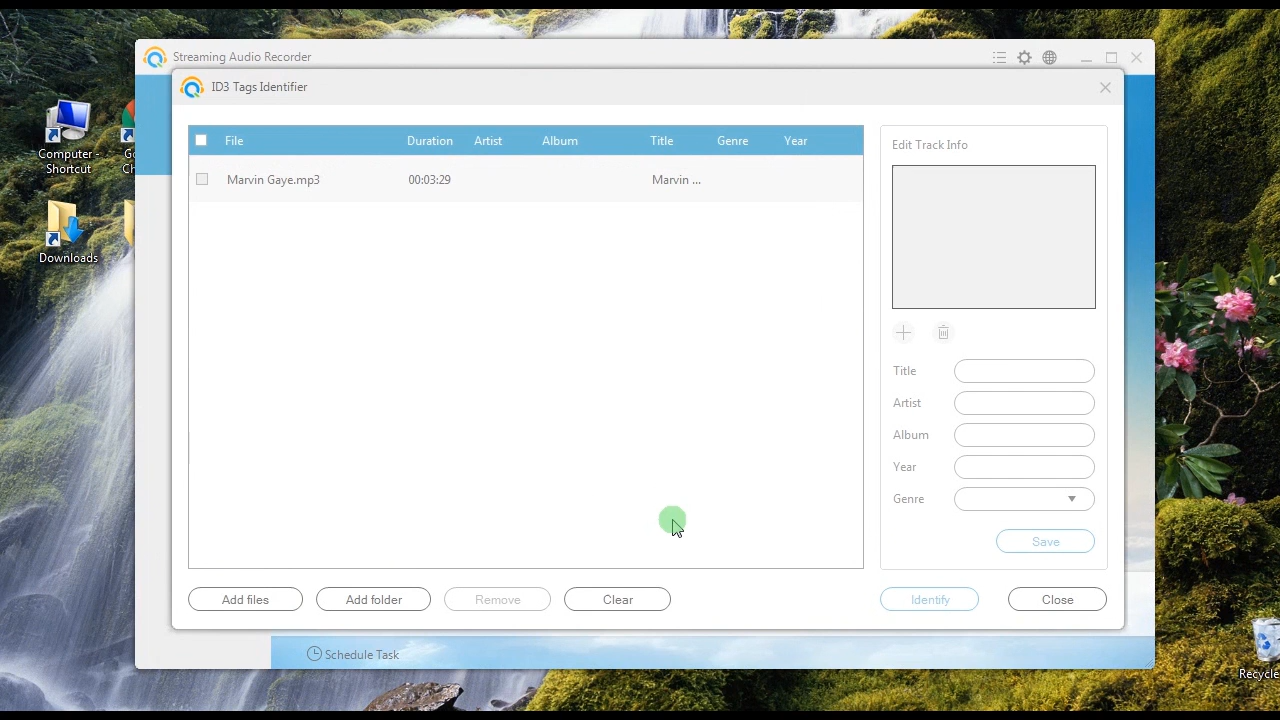 Streaming Audio Recorder
ID3 Tags Identifier
Computer -
Shortcut
Downloads
File Duration Artist Album Title Genre Year
Marvin Gaye.mp3 00:03:29 Marvin ...
Edit Track Info
Title
Artist
Album
Year
Genre
Save
Add files Add folder Remove Clear Identify Close
Schedule Task
Recycle